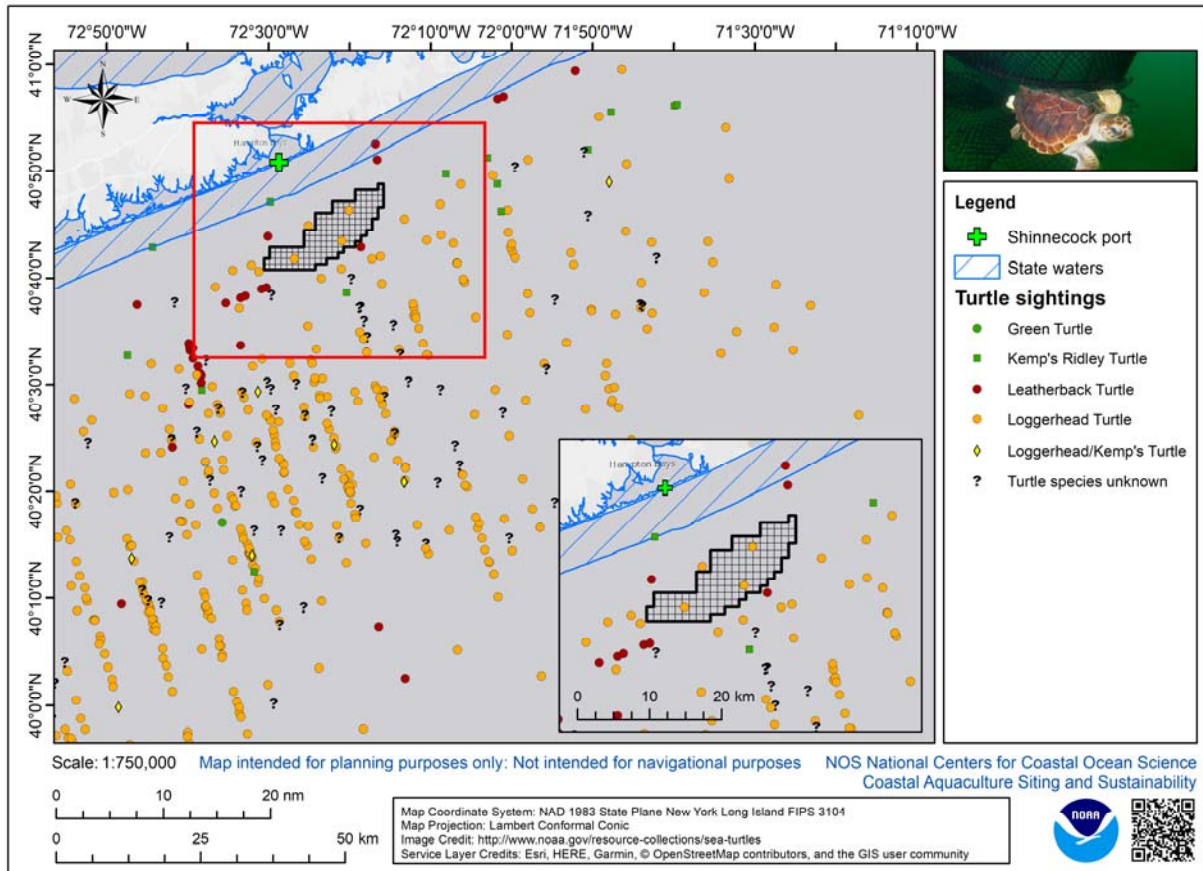 72°50'0"W 72°30'0"W 72°10'0"W 72°0'0"W 71°50'0"W 71°30'0"W 71°10'0"W
41°0'0"N
40°50'0"N
40°40'0"N
40°30'0"N
40°20'0"N
40°10'0"N
40°0'0"N
N
W E
S
Hampton Bays
Hampton Bays
0 10 20 km
Legend
Shinnecock port
State waters
Turtle sightings
Green Turtle
Kemp's Ridley Turtle
Leatherback Turtle
Loggerhead Turtle
Loggerhead/Kemp's Turtle
? Turtle species unknown
Scale: 1:750,000 Map intended for planning purposes only: Not intended for navigational purposes
NOS National Centers for Coastal Ocean Science
Coastal Aquaculture Siting and Sustainability
0 10 20 nm
0 25 50 km
Map Coordinate System: NAD 1983 State Plane New York Long Island FIPS 3104
Map Projection: Lambert Conformal Conic
Image Credit: http://www.noaa.gov/resource-collections/sea-turtles
Service Layer Credits: Esri, HERE, Garmin, © OpenStreetMap contributors, and the GIS user community
NOAA